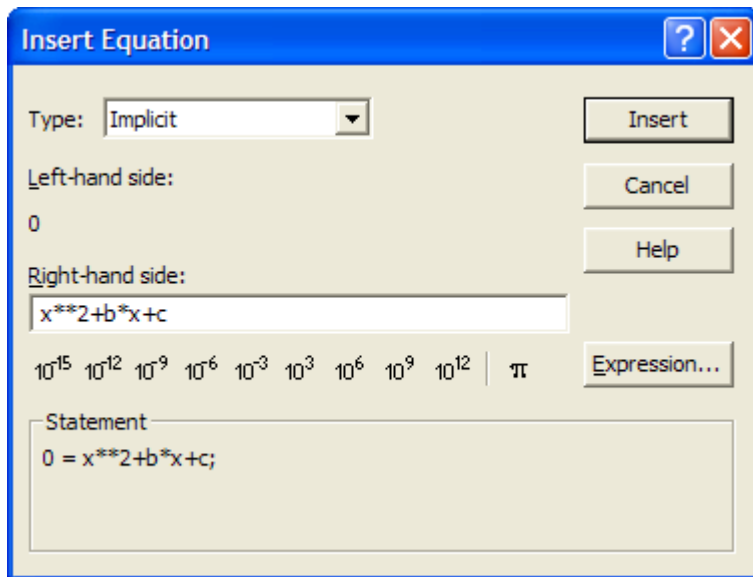 Insert Equation
Type: Implicit
Insert
Left-hand side:
Cancel
0
Help
Right-hand side:
x**2+b*x+c
10^-15 10^-12 10^-9 10^-6 10^-3 10^3 10^6 10^9 10^12 π
Expression...
Statement
0 = x**2+b*x+c;